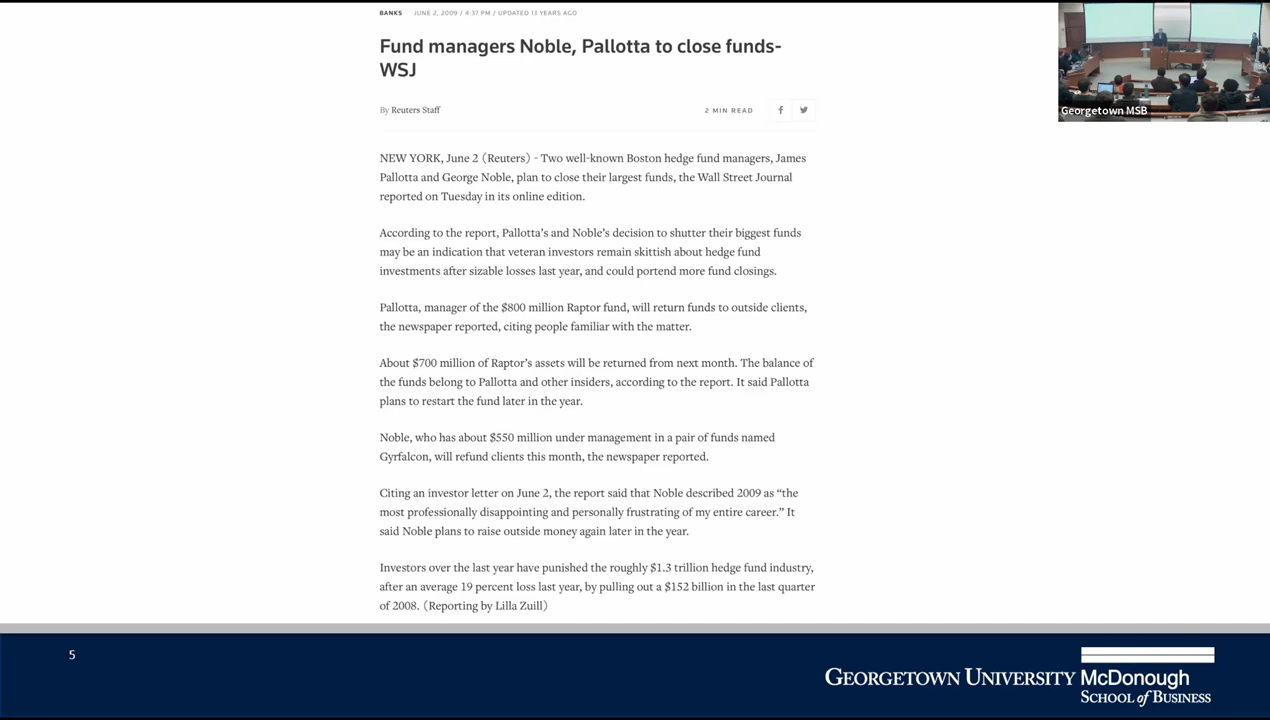 BANKS JUNE 2, 2009 / 4:37 PM / UPDATED 13 YEARS AGO
Fund managers Noble, Pallotta to close funds-
WSJ
By Reuters Staff
2 MIN READ
NEW YORK, June 2 (Reuters) - Two well-known Boston hedge fund managers, James
Pallotta and George Noble, plan to close their largest funds, the Wall Street Journal
reported on Tuesday in its online edition.
According to the report, Pallotta’s and Noble’s decision to shutter their biggest funds
may be an indication that veteran investors remain skittish about hedge fund
investments after sizable losses last year, and could portend more fund closings.
Pallotta, manager of the $800 million Raptor fund, will return funds to outside clients,
the newspaper reported, citing people familiar with the matter.
About $700 million of Raptor’s assets will be returned from next month. The balance of
the funds belong to Pallotta and other insiders, according to the report. It said Pallotta
plans to restart the fund later in the year.
Noble, who has about $550 million under management in a pair of funds named
Gyrfalcon, will refund clients this month, the newspaper reported.
Citing an investor letter on June 2, the report said that Noble described 2009 as “the
most professionally disappointing and personally frustrating of my entire career.” It
said Noble plans to raise outside money again later in the year.
Investors over the last year have punished the roughly $1.3 trillion hedge fund industry,
after an average 19 percent loss last year, by pulling out a $152 billion in the last quarter
of 2008. (Reporting by Lilla Zuill)
Georgetown MSB
5
GEORGETOWN UNIVERSITY McDonough
SCHOOL of BUSINESS